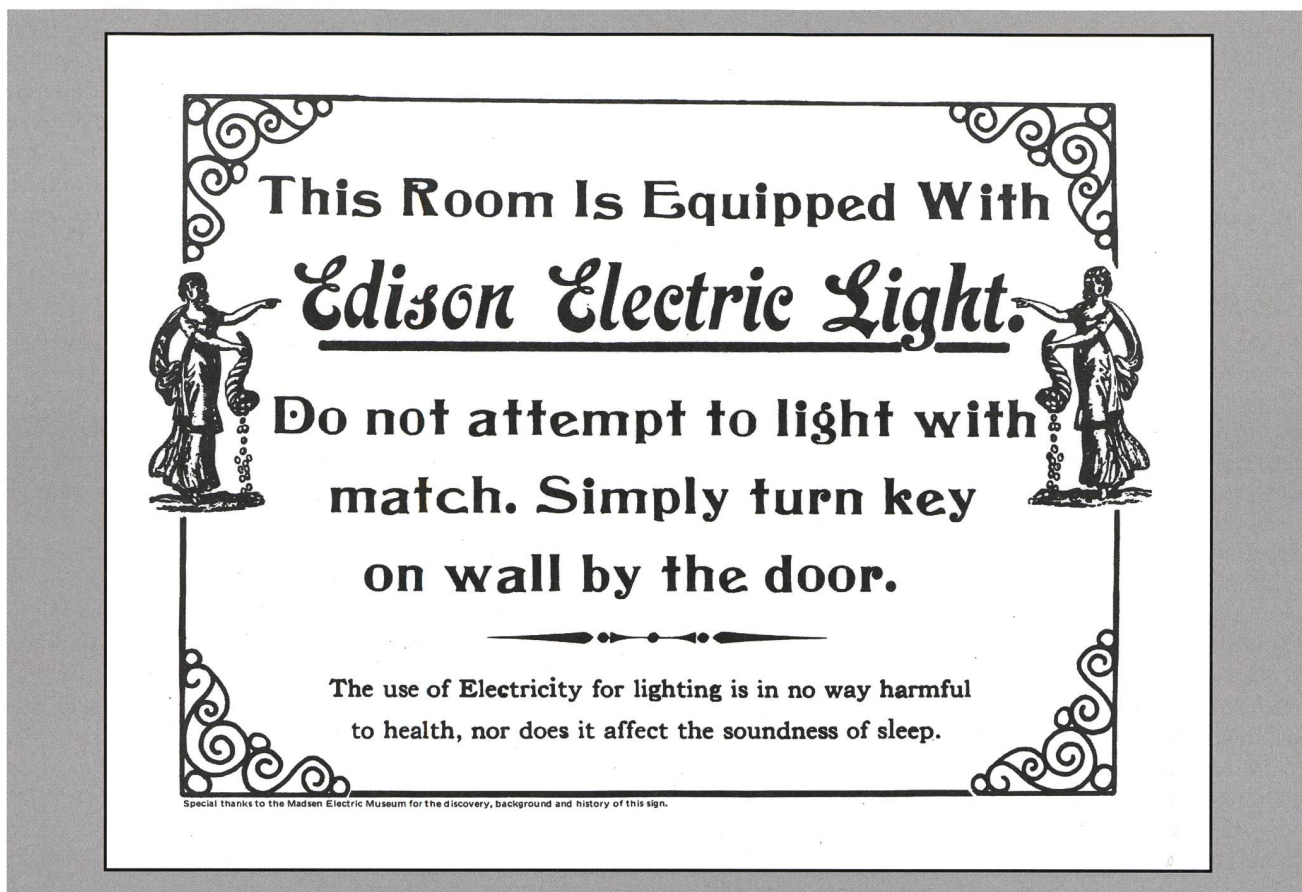 This Room Is Equipped With
Edison Electric Light.
Do not attempt to light with
match. Simply turn key
on wall by the door.
The use of Electricity for lighting is in no way harmful
to health, nor does it affect the soundness of sleep.
Special thanks to the Madsen Electric Museum for the discovery, background and history of this sign.